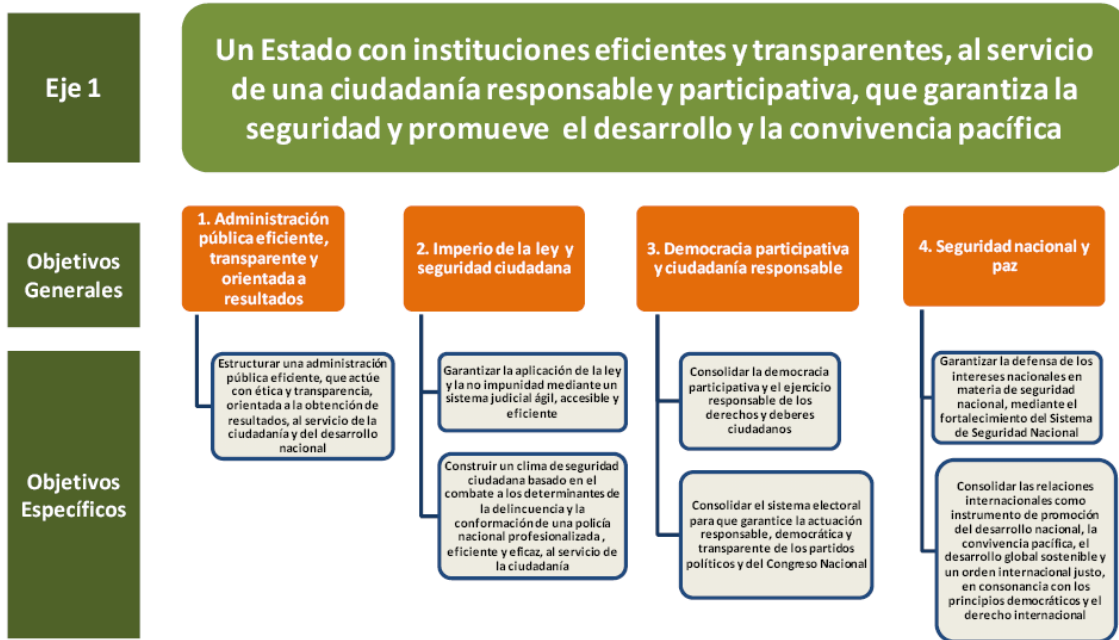 Eje 1
Un Estado con instituciones eficientes y transparentes, al servicio
de una ciudadanía responsable y participativa, que garantiza la
seguridad y promueve el desarrollo y la convivencia pacífica
Objetivos
Generales
1. Administración
pública eficiente,
transparente y
orientada a
resultados
2. Imperio de la ley y
seguridad ciudadana
3. Democracia participativa
y ciudadanía responsable
4. Seguridad nacional y
paz
Objetivos
Específicos
Estructurar una administración
pública eficiente, que actúe
con ética y transparencia,
orientada a la obtención de
resultados, al servicio de la
ciudadanía y del desarrollo
nacional
Garantizar la aplicación de la ley
y la no impunidad mediante un
sistema judicial ágil, accesible y
eficiente
Construir un clima de seguridad
ciudadana basado en el
combate a los determinantes de
la delincuencia y la
conformación de una policía
nacional profesionalizada ,
eficiente y eficaz, al servicio de
la ciudadanía
Consolidar la democracia
participativa y el ejercicio
responsable de los
derechos y deberes
ciudadanos
Consolidar el sistema electoral
para que garantice la actuación
responsable, democrática y
transparente de los partidos
políticos y del Congreso Nacional
Garantizar la defensa de los
intereses nacionales en
materia de seguridad
nacional, mediante el
fortalecimiento del Sistema
de Seguridad Nacional
Consolidar las relaciones
internacionales como
instrumento de promoción
del desarrollo nacional, la
convivencia pacífica, el
desarrollo global sostenible y
un orden internacional justo,
en consonancia con los
principios democráticos y el
derecho internacional